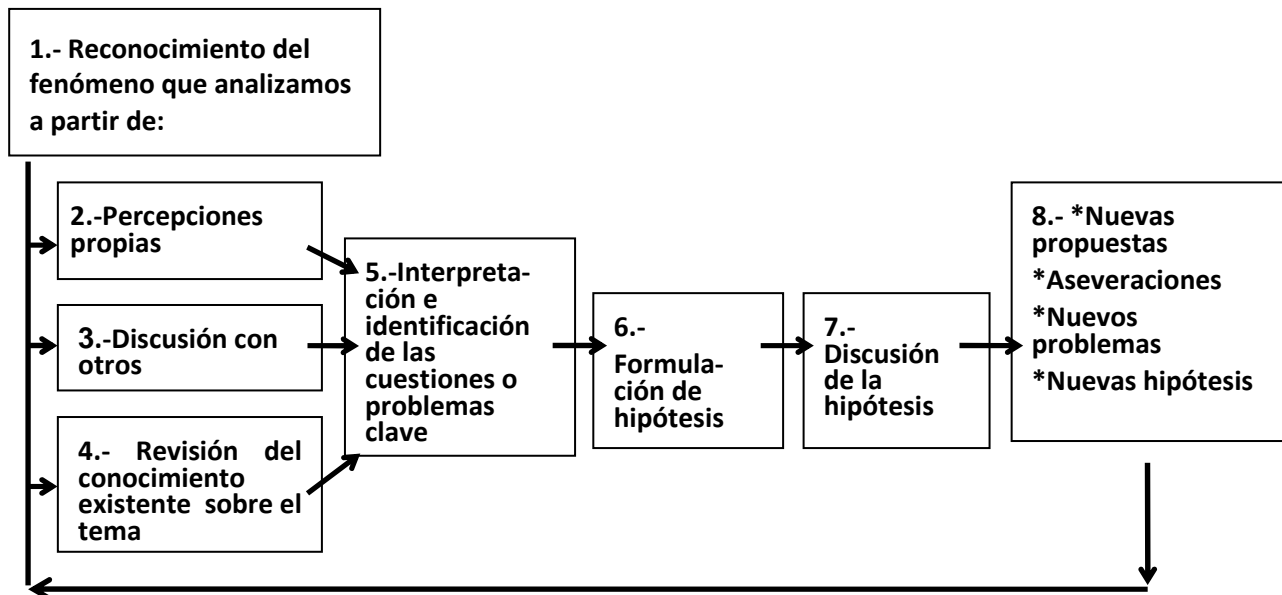 1.- Reconocimiento del
fenómeno que analizamos
a partir de:
2.-Percepciones
propias
3.-Discusión con
otros
4.- Revisión del
conocimiento
existente sobre el
tema
5.-Interpreta-
ción e
identificación
de las
cuestiones o
problemas
clave
6.-
Formula-
ción de
hipótesis
7.-
Discusión
de la
hipótesis
8.- *Nuevas
propuestas
*Aseveraciones
*Nuevos
problemas
*Nuevas hipótesis